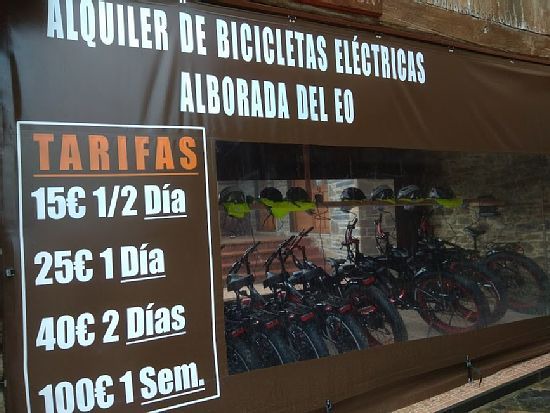 ALQUILER DE BICICLETAS ELÉCTRICAS
ALBORADA DEL EO
TARIFAS
15€ 1/2 Día
25€ 1 Día
40€ 2 Días
100€ 1 Sem.